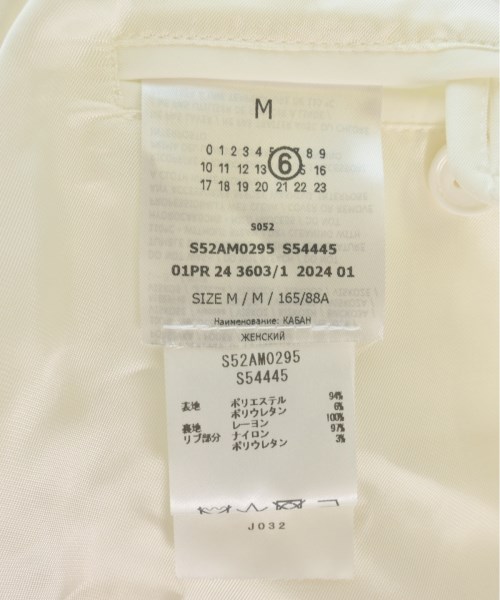 M
0 1 2 3 4 6 8 9
10 11 12 13 16
17 18 19 20 21 22 23
S052
S52AM0295 S54445
01PR 24 3603/1 2024 01
SIZE M / M / 165/88A
Наименование: КАБАН
ЖЕНСКИЙ
S52AM0295
S54445
表地 ポリエステル 94%
ポリウレタン 6%
裏地 レーヨン 100%
リブ部分 ナイロン 97%
ポリウレタン 3%
J032